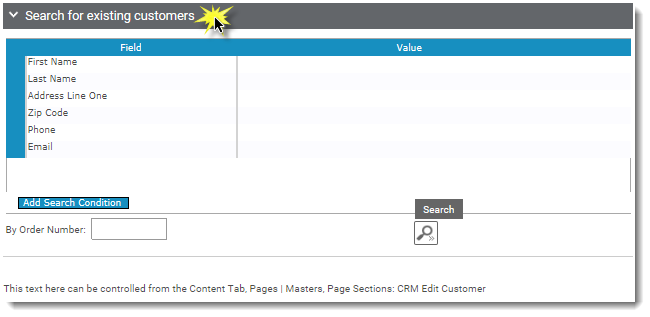 Search for existing customers
Field Value
First Name
Last Name
Address Line One
Zip Code
Phone
Email
Add Search Condition
Search
By Order Number:
This text here can be controlled from the Content Tab, Pages | Masters, Page Sections: CRM Edit Customer